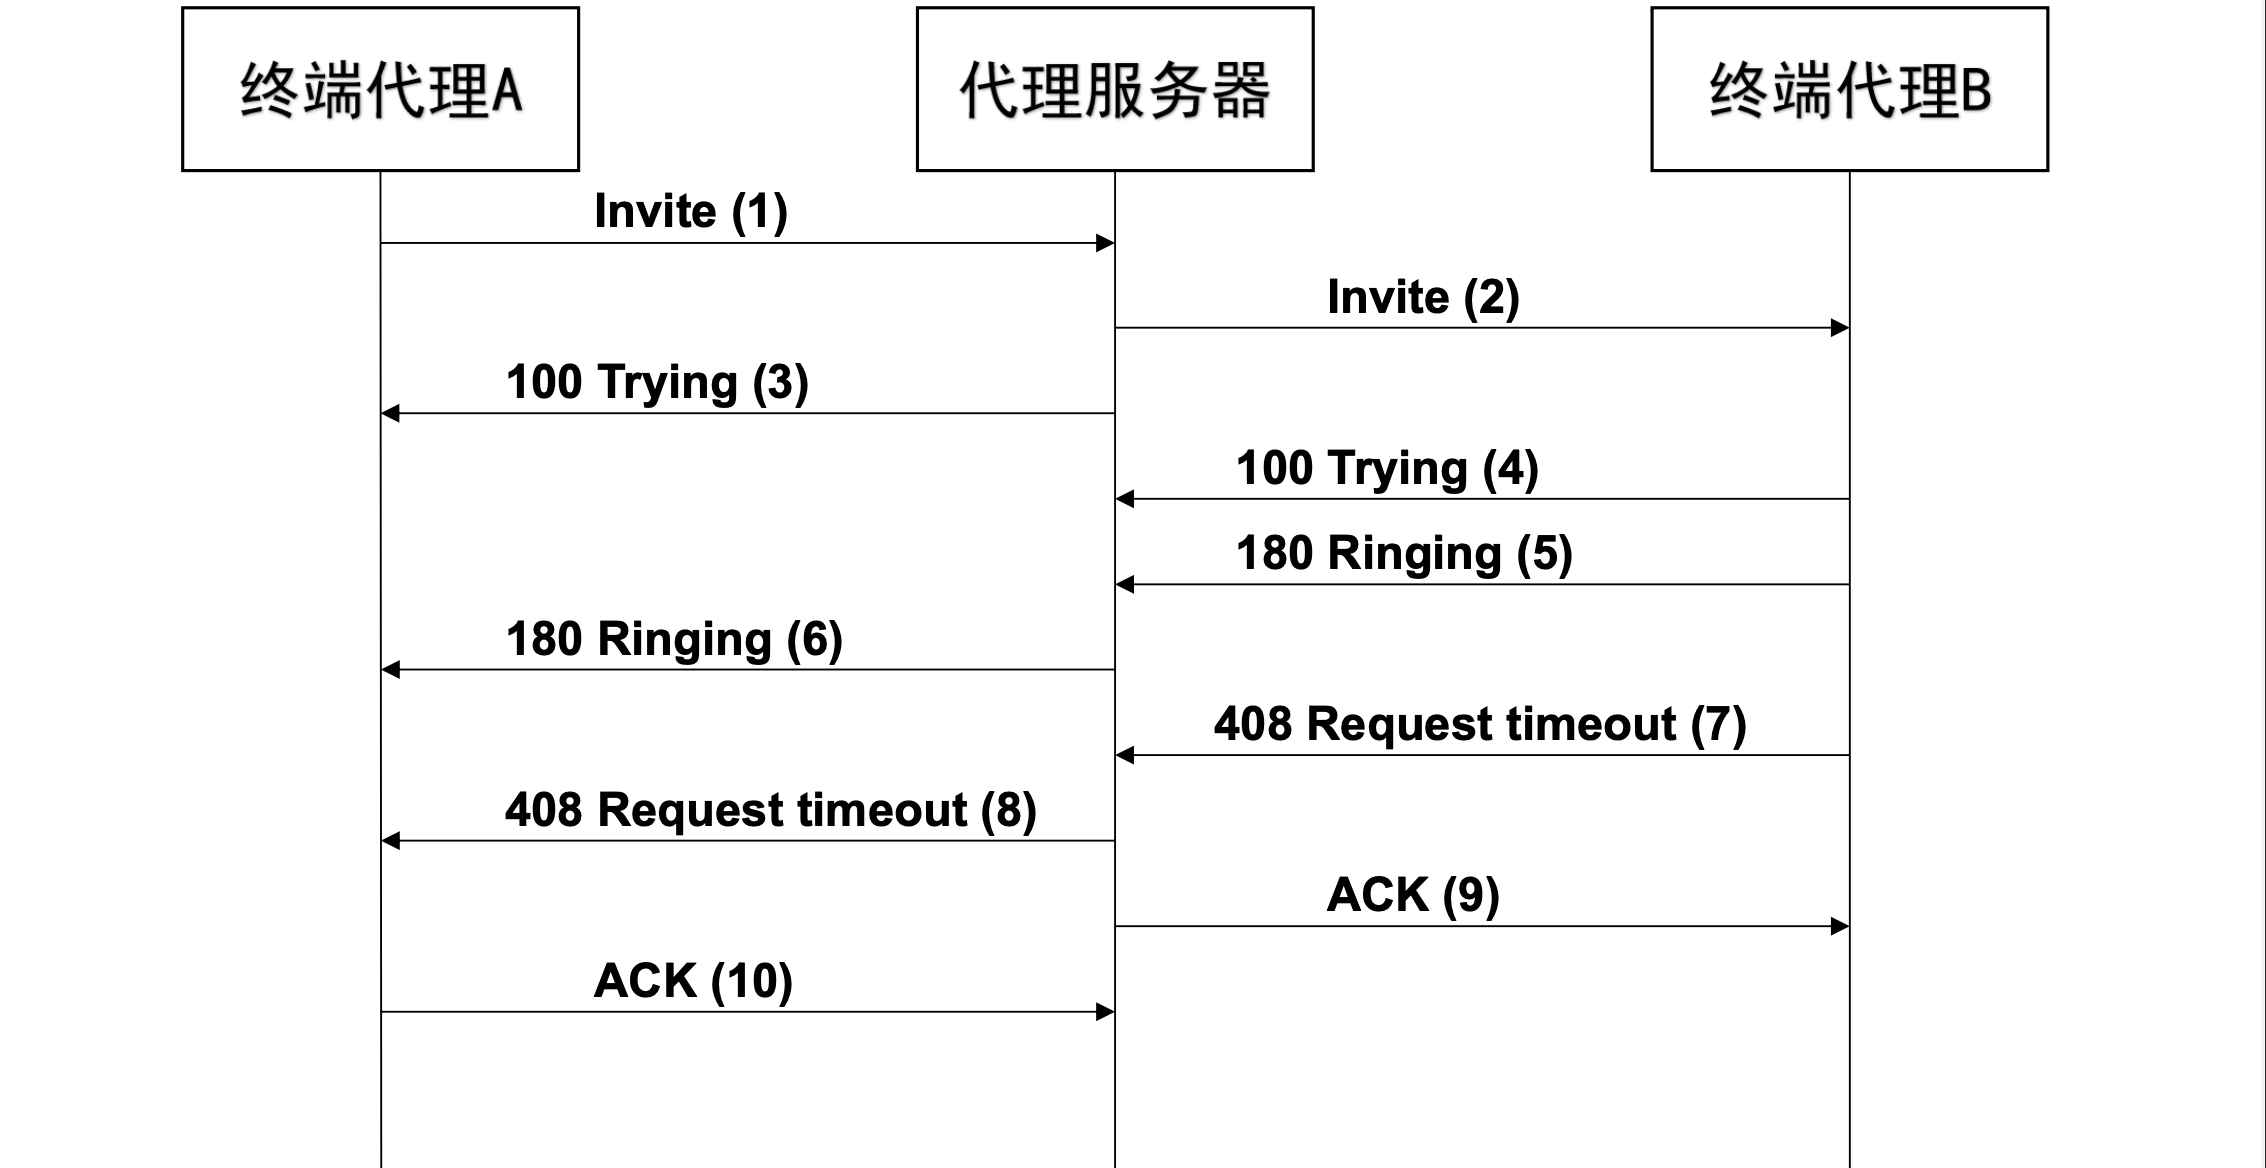 终端代理A
代理服务器
终端代理B
Invite (1)
Invite (2)
100 Trying (3)
100 Trying (4)
180 Ringing (5)
180 Ringing (6)
408 Request timeout (7)
408 Request timeout (8)
ACK (9)
ACK (10)